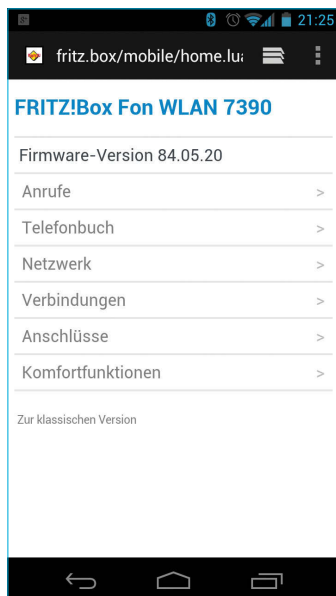 21:25
fritz.box/mobile/home.lua
FRITZ!Box Fon WLAN 7390
Firmware-Version 84.05.20
Anrufe >
Telefonbuch >
Netzwerk >
Verbindungen >
Anschlüsse >
Komfortfunktionen >
Zur klassischen Version